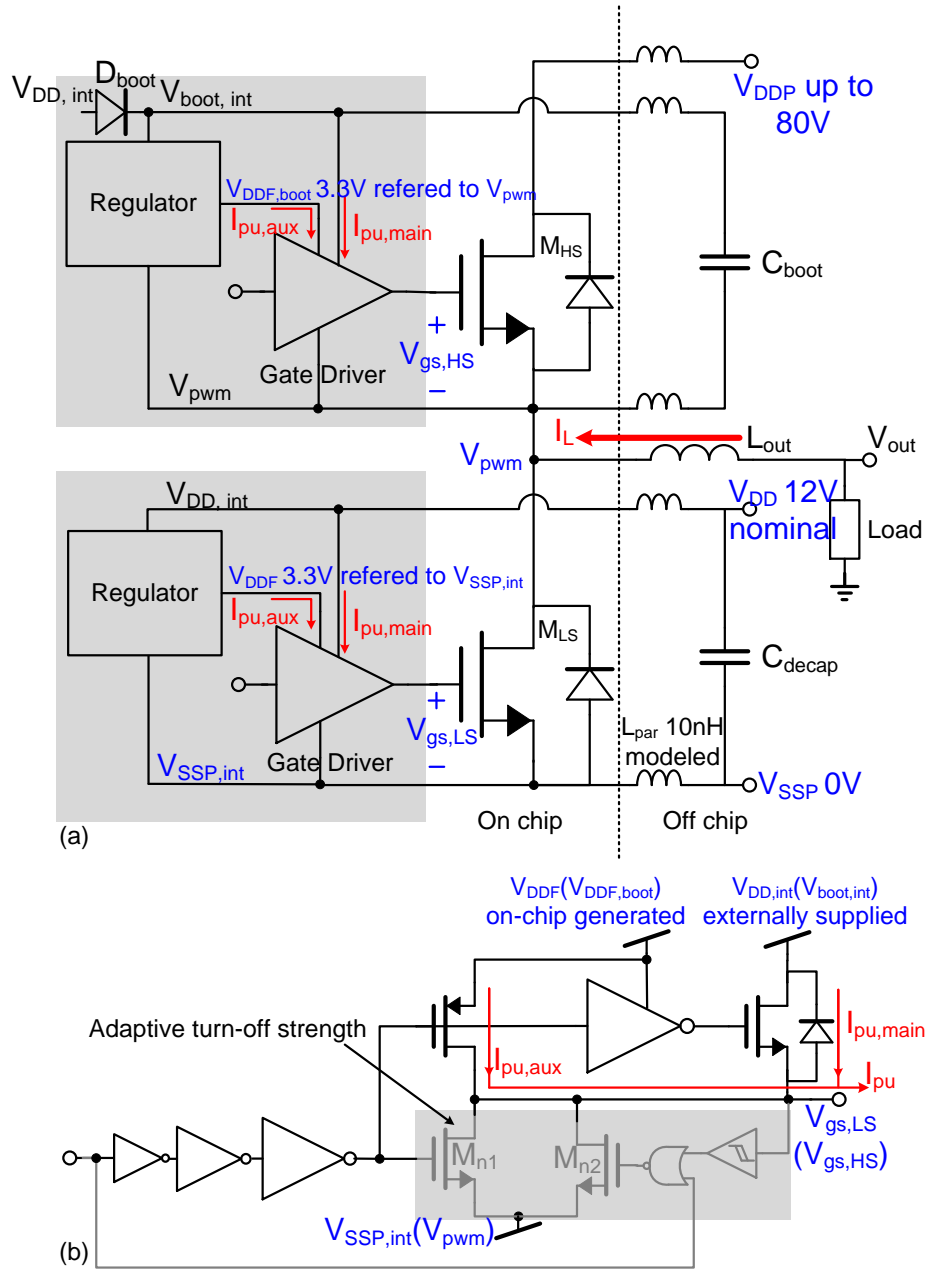 D_boot
V_DD, int
V_boot, int
V_DDP up to
80V
Regulator
V_DDF,boot 3.3V refered to V_pwm
I_pu,aux
I_pu,main
M_HS
C_boot
+
V_gs,HS
−
Gate Driver
V_pwm
I_L
L_out
V_out
V_pwm
V_DD, int
V_DD 12V
nominal
Load
Regulator
V_DDF 3.3V refered to V_SSP,int
I_pu,aux
I_pu,main
M_LS
C_decap
+
V_gs,LS
−
L_par 10nH
modeled
Gate Driver
V_SSP,int
V_SSP 0V
On chip
Off chip
(a)
V_DDF(V_DDF,boot)
on-chip generated
V_DD,int(V_boot,int)
externally supplied
Adaptive turn-off strength
I_pu,aux
I_pu,main
I_pu
V_gs,LS
(V_gs,HS)
M_n1
M_n2
V_SSP,int(V_pwm)
(b)